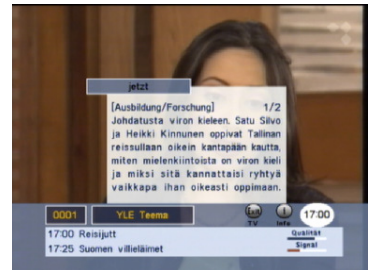 jetzt
[Ausbildung/Forschung] 1/2
Johdatusta viron kieleen. Satu Silvo
ja Heikki Kinnunen oppivat Tallinan
reissullaan oikein kantapään kautta,
miten mielenkiintoista on viron kieli
ja miksi sitä kannattaisi ryhtyä
vaikkapa ihan oikeasti oppimaan.
0001 YLE Teema 17:00
TV Info
17:00 Reisijutt Qualität
17:25 Suomen villieläimet Signal